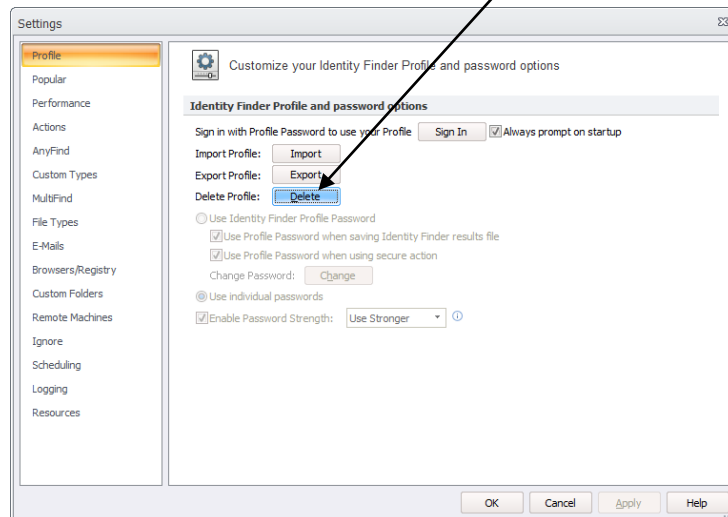 Settings
Profile
Popular
Performance
Actions
AnyFind
Custom Types
MultiFind
File Types
E-Mails
Browsers/Registry
Custom Folders
Remote Machines
Ignore
Scheduling
Logging
Resources
Customize your Identity Finder Profile and password options
Identity Finder Profile and password options
Sign in with Profile Password to use your Profile Sign In Always prompt on startup
Import Profile: Import
Export Profile: Export
Delete Profile: Delete
Use Identity Finder Profile Password
Use Profile Password when saving Identity Finder results file
Use Profile Password when using secure action
Change Password: Change
Use individual passwords
Enable Password Strength: Use Stronger
OK Cancel Apply Help